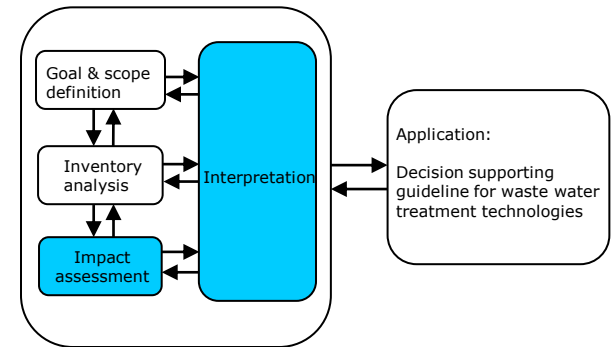 Goal & scope
definition
Inventory
analysis
Impact
assessment
Interpretation
Application:
Decision supporting
guideline for waste water
treatment technologies